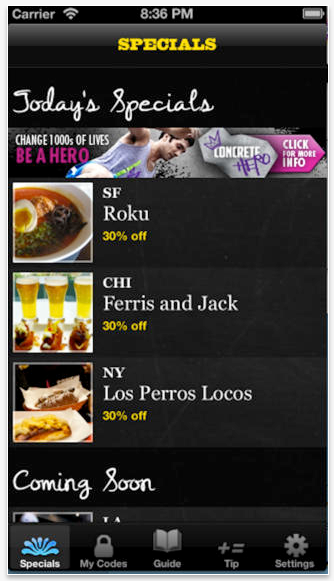 Carrier 8:36 PM
SPECIALS
Today's Specials
CHANGE 1000s OF LIVES
BE A HERO
CONCRETE
HERO
CLICK
FOR MORE
INFO
SF
Roku
30% off
CHI
Ferris and Jack
30% off
NY
Los Perros Locos
30% off
Coming Soon
LA
Specials My Codes Guide Tip Settings